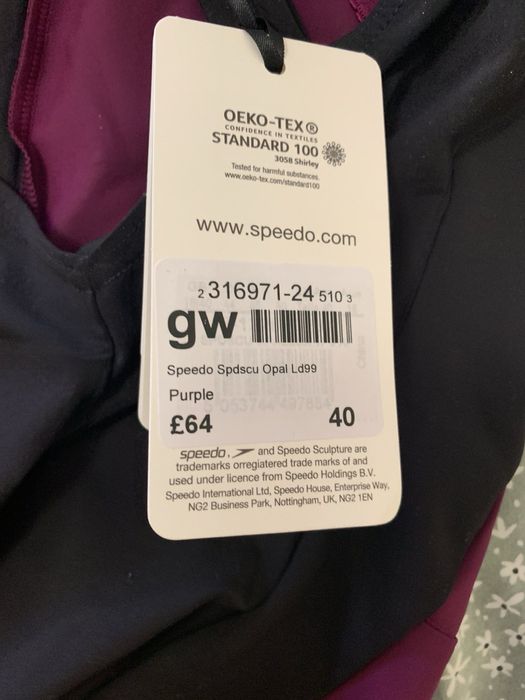 OEKO-TEX®
CONFIDENCE IN TEXTILES
STANDARD 100
3058 Shirley
Tested for harmful substances.
www.oeko-tex.com/standard100
www.speedo.com
2 316971-24 510 3
gw
Speedo Spdscu Opal Ld99
Purple
£64 40
speedo and Speedo Sculpture are
trademarks orregiatered trade marks of and
used under licence from Speedo Holdings B.V.
Speedo International Ltd, Speedo House, Enterprise Way,
NG2 Business Park, Nottingham, UK, NG2 1EN